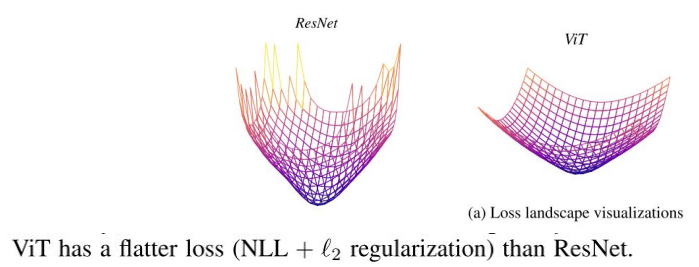 ResNet
ViT
(a) Loss landscape visualizations
ViT has a flatter loss (NLL + ℓ₂ regularization) than ResNet.